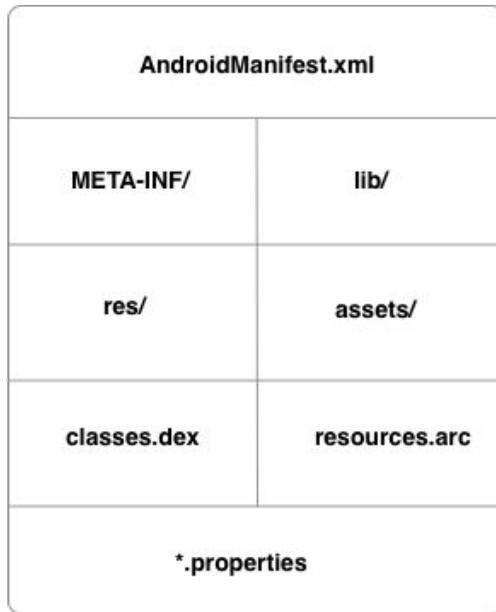 AndroidManifest.xml
META-INF/
lib/
res/
assets/
classes.dex
resources.arc
*.properties